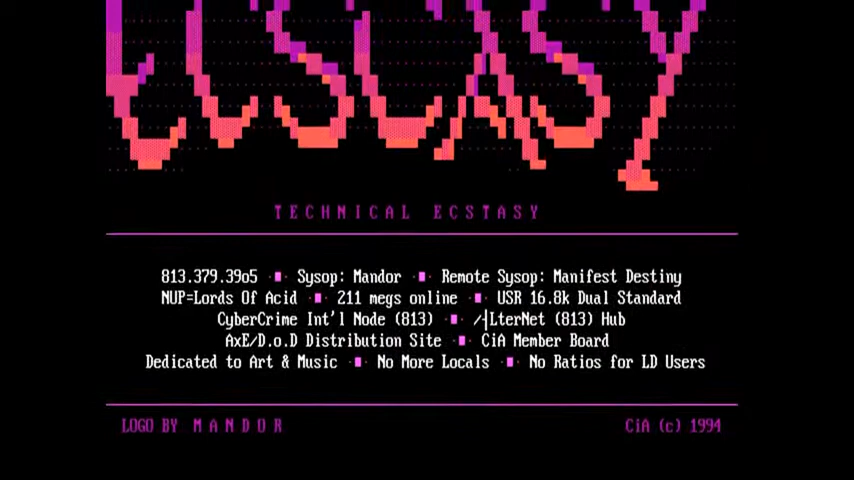 Ecstasy
TECHNICAL ECSTASY
813.379.39o5 ·■· Sysop: Mandor ·■· Remote Sysop: Manifest Destiny
NUP=Lords Of Acid ·■· 211 megs online ·■· USR 16.8k Dual Standard
CyberCrime Int'l Node (813) ·■· /┤LterNet (813) Hub
AxE/D.o.D Distribution Site ·■· CiA Member Board
Dedicated to Art & Music ·■· No More Locals ·■· No Ratios for LD Users
LOGO BY MANDOR
CiA (c) 1994